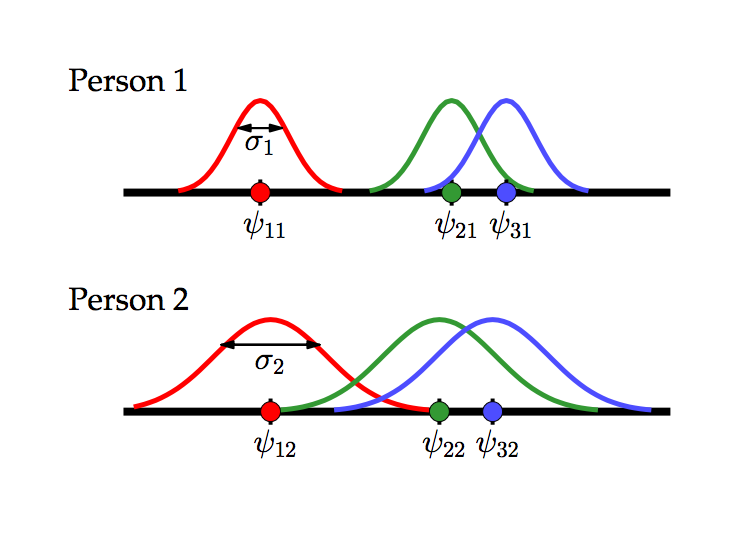 Person 1
σ₁
ψ₁₁ ψ₂₁ ψ₃₁
Person 2
σ₂
ψ₁₂ ψ₂₂ ψ₃₂